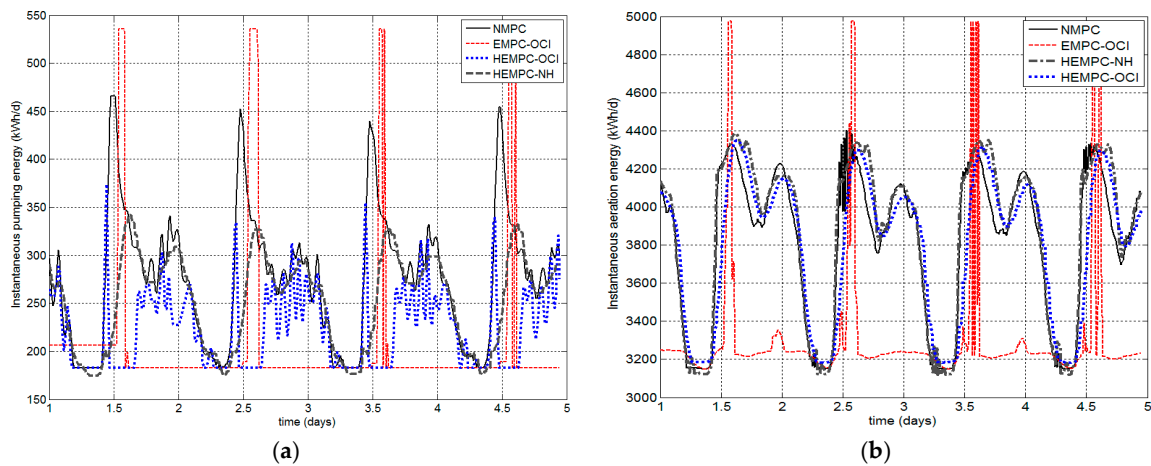 550
500
450
400
350
300
250
200
150
Instantaneous pumping energy (kWh/d)
1
1.5
2
2.5
3
3.5
4
4.5
5
time (days)
NMPC
EMPC-OCI
HEMPC-OCI
HEMPC-NH
(a)
5000
4800
4600
4400
4200
4000
3800
3600
3400
3200
3000
Instantaneous aeration energy (kWh/d)
1
1.5
2
2.5
3
3.5
4
4.5
5
time (days)
NMPC
EMPC-OCI
HEMPC-NH
HEMPC-OCI
(b)